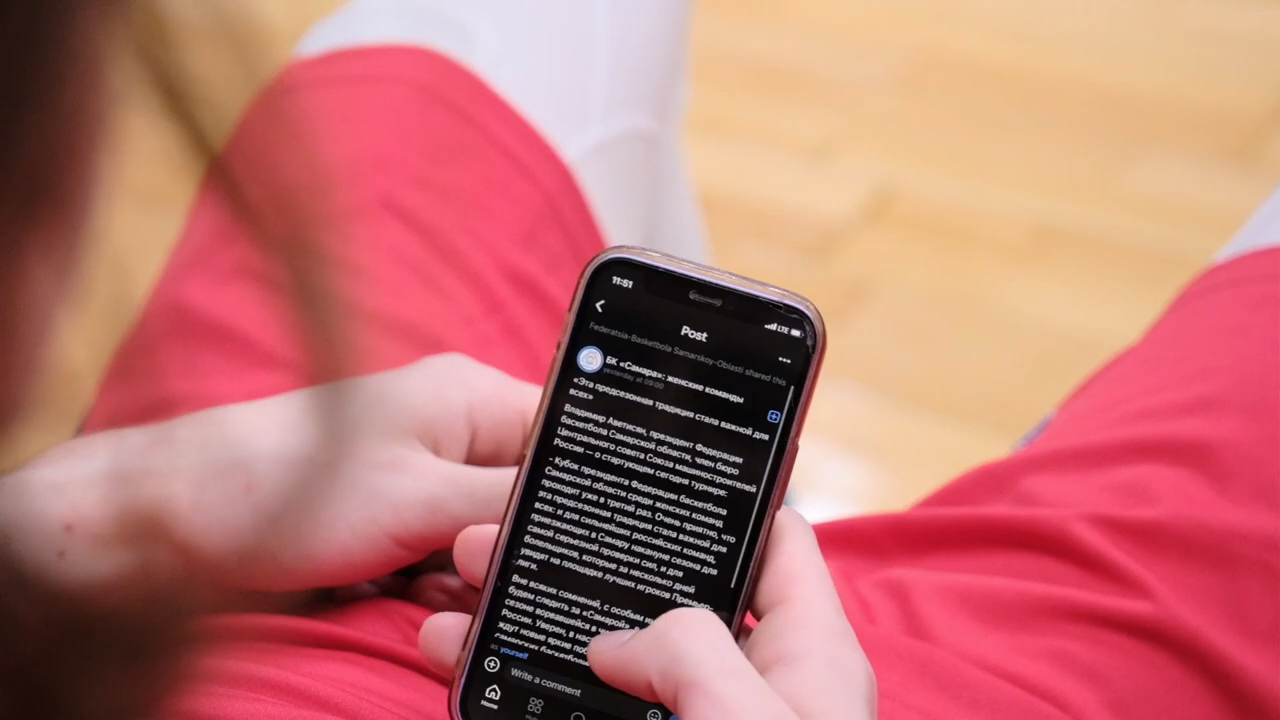 11:51
LTE
Post
Federatsia-Basketbola Samarskoy-Oblasti shared this
БК «Самара»: женские команды
yesterday at 09:00
«Эта предсезонная традиция стала важной для
всех»
Владимир Аветисян, президент Федерации
баскетбола Самарской области, член бюро
Центрального совета Союза машиностроителей
России — о стартующем сегодня турнире:
- Кубок президента Федерации баскетбола
Самарской области среди женских команд
проходит уже в третий раз. Очень приятно, что
эта предсезонная традиция стала важной для
всех: и для сильнейших российских команд,
приезжающих в Самару накануне сезона для
самой серьезной проверки сил, и для
болельщиков, которые за несколько дней
увидят на площадке лучших игроков Премьер-
лиги.
Вне всяких сомнений, с особым
будем следить за «Самарой»,
сезоне ворвавшейся в
России. Уверен, в
ждут новые яркие
самарских
as yourself
Write a comment
Home